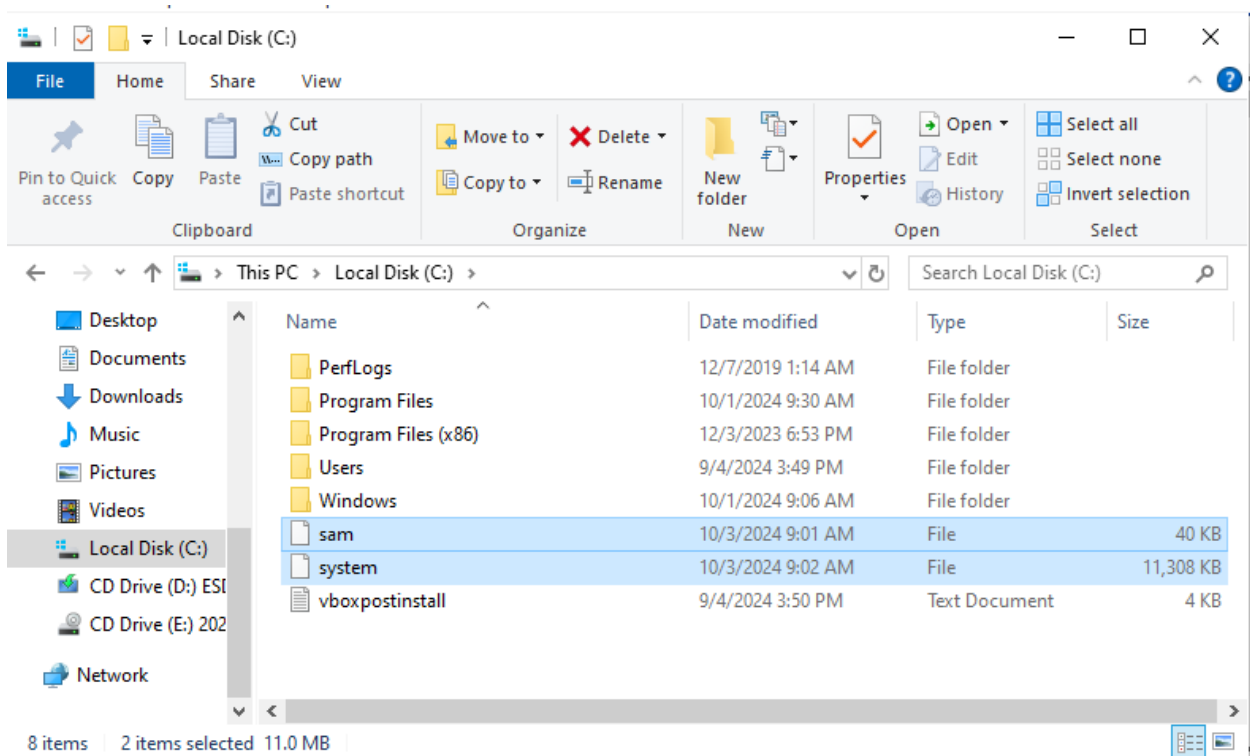 Local Disk (C:)
File Home Share View
Pin to Quick access
Copy
Paste
Cut
Copy path
Paste shortcut
Clipboard
Move to
Copy to
Delete
Rename
Organize
New folder
New
Properties
Open
Edit
History
Open
Select all
Select none
Invert selection
Select
This PC > Local Disk (C:) >
Search Local Disk (C:)
Desktop
Documents
Downloads
Music
Pictures
Videos
Local Disk (C:)
CD Drive (D:) ESD
CD Drive (E:) 202
Network
Name Date modified Type Size
PerfLogs 12/7/2019 1:14 AM File folder
Program Files 10/1/2024 9:30 AM File folder
Program Files (x86) 12/3/2023 6:53 PM File folder
Users 9/4/2024 3:49 PM File folder
Windows 10/1/2024 9:06 AM File folder
sam 10/3/2024 9:01 AM File 40 KB
system 10/3/2024 9:02 AM File 11,308 KB
vboxpostinstall 9/4/2024 3:50 PM Text Document 4 KB
8 items 2 items selected 11.0 MB